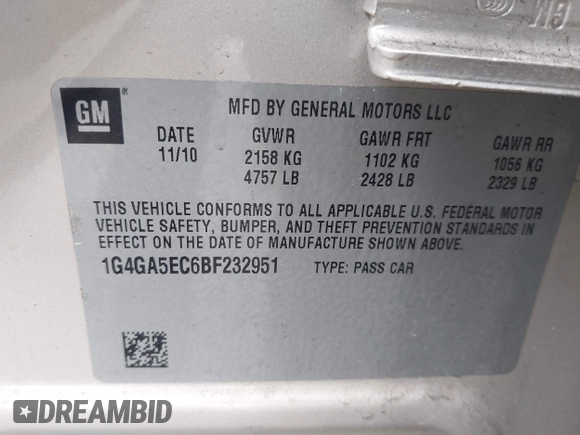 GM
GM®
MFD BY GENERAL MOTORS LLC
DATE GVWR GAWR FRT GAWR RR
11/10 2158 KG 1102 KG 1056 KG
4757 LB 2428 LB 2329 LB
THIS VEHICLE CONFORMS TO ALL APPLICABLE U.S. FEDERAL MOTOR
VEHICLE SAFETY, BUMPER, AND THEFT PREVENTION STANDARDS IN
EFFECT ON THE DATE OF MANUFACTURE SHOWN ABOVE.
1G4GA5EC6BF232951 TYPE: PASS CAR
DREAMBID